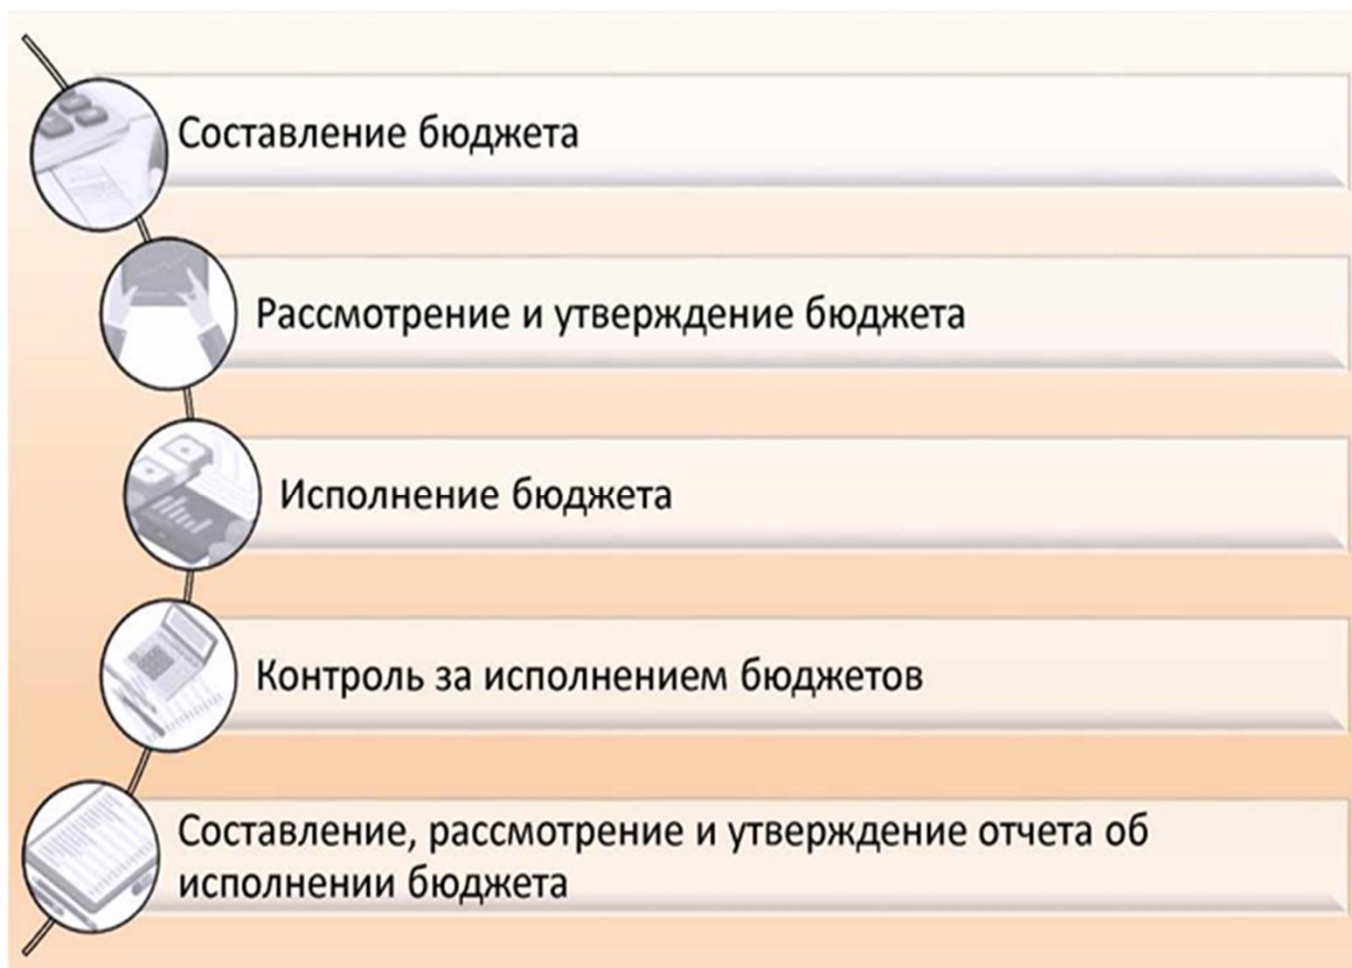 Составление бюджета
Рассмотрение и утверждение бюджета
Исполнение бюджета
Контроль за исполнением бюджетов
Составление, рассмотрение и утверждение отчета об
исполнении бюджета